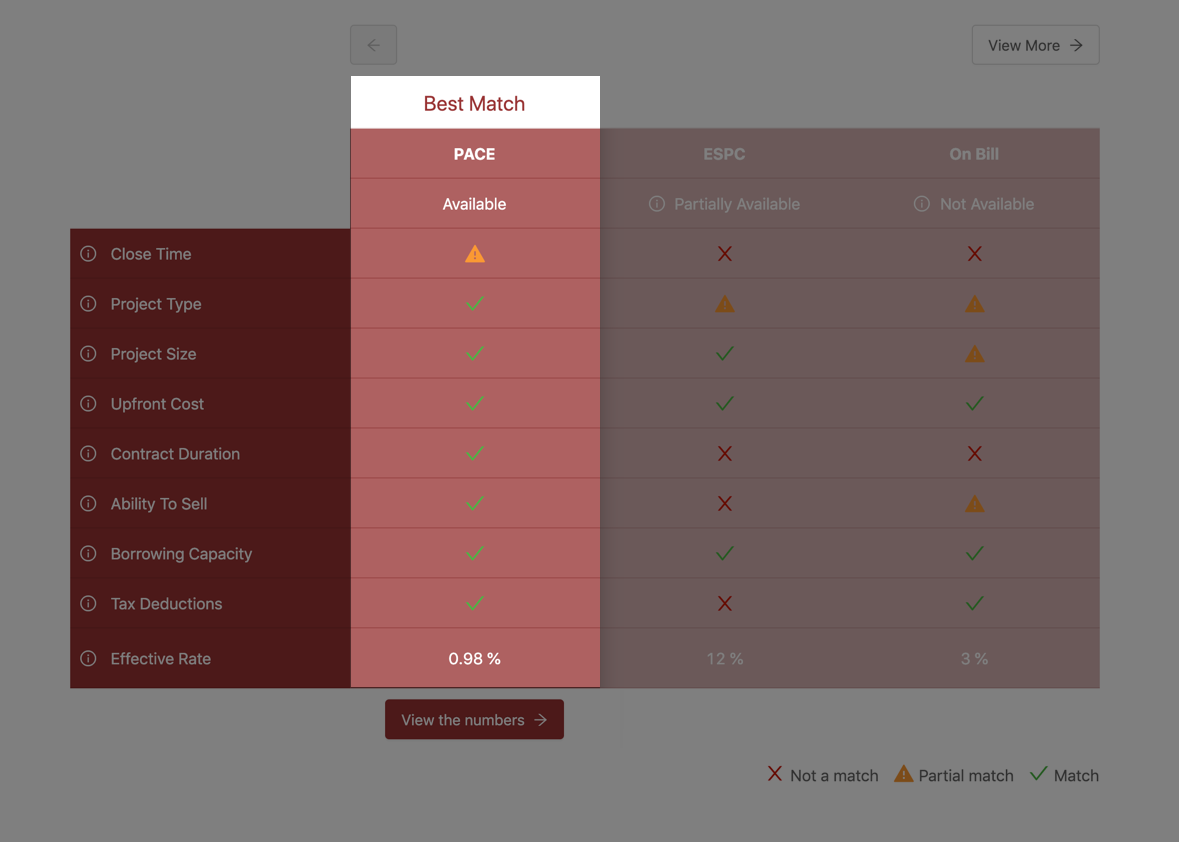 View More
Best Match
PACE ESPC On Bill
Available Partially Available Not Available
Close Time
Project Type
Project Size
Upfront Cost
Contract Duration
Ability To Sell
Borrowing Capacity
Tax Deductions
Effective Rate 0.98 % 12 % 3 %
View the numbers
Not a match Partial match Match